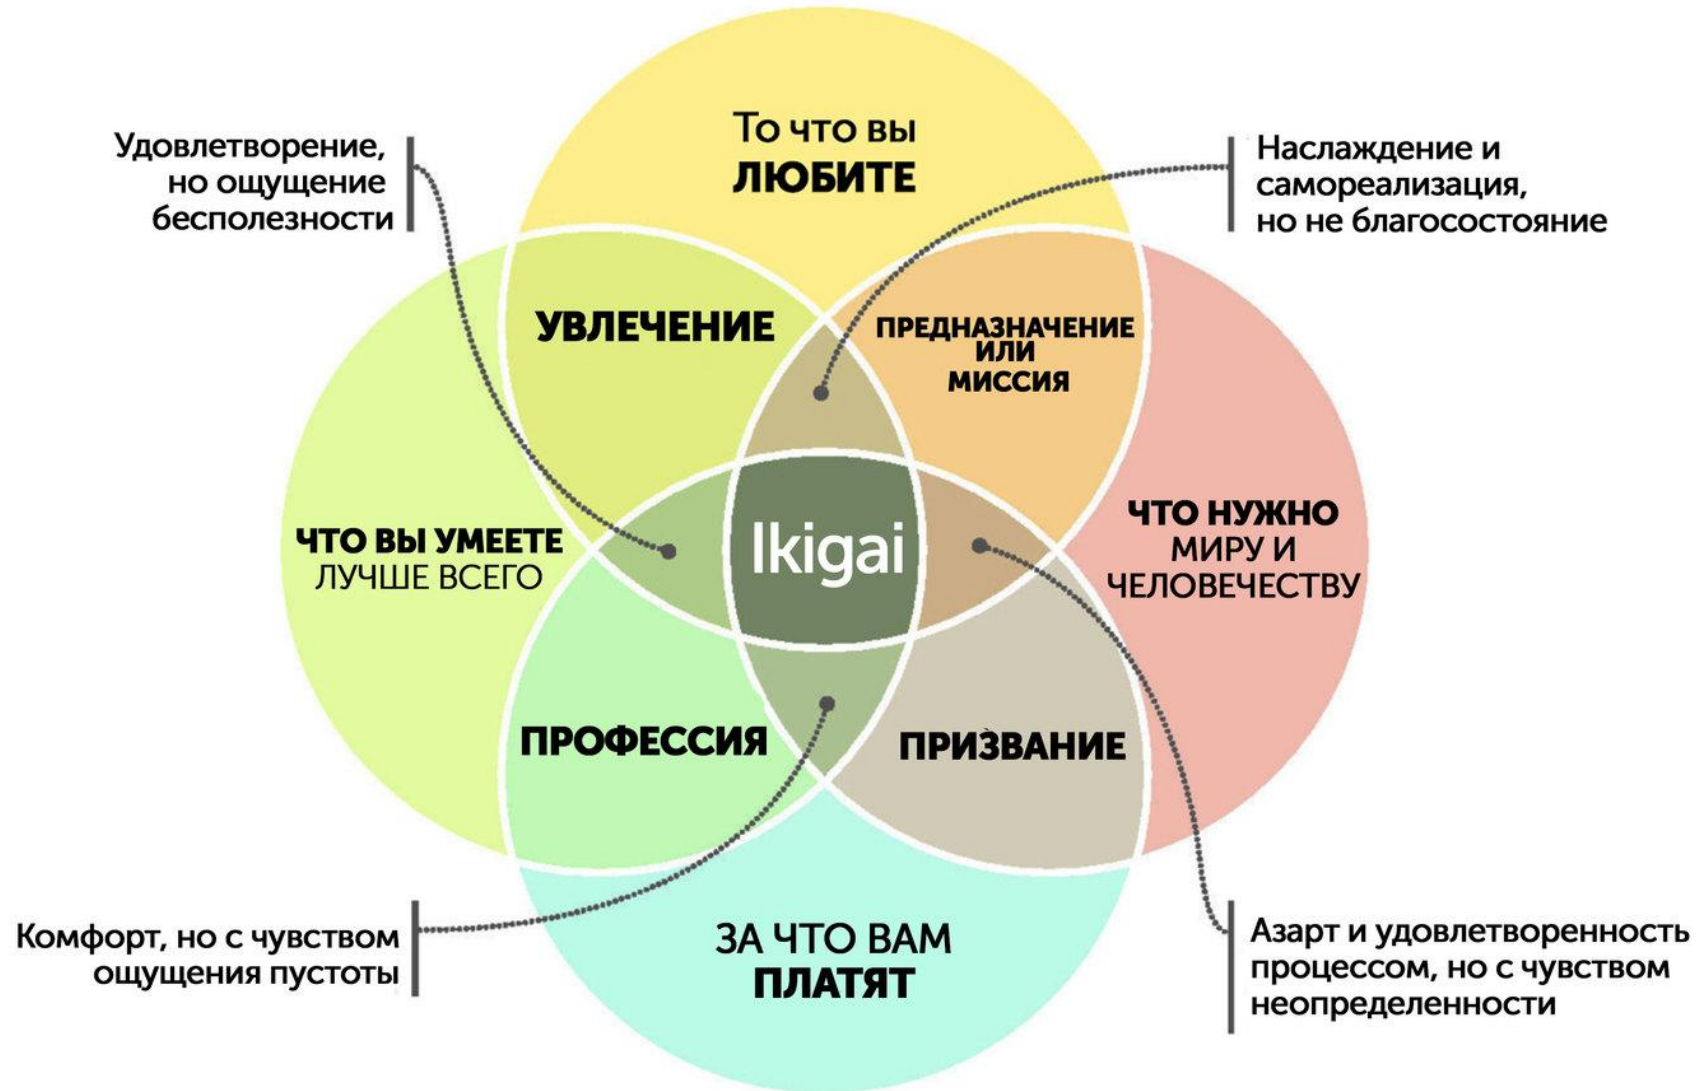 То что вы
ЛЮБИТЕ
Удовлетворение,
но ощущение
бесполезности
Наслаждение и
самореализация,
но не благосостояние
УВЛЕЧЕНИЕ
ПРЕДНАЗНАЧЕНИЕ
ИЛИ
МИССИЯ
ЧТО ВЫ УМЕЕТЕ
ЛУЧШЕ ВСЕГО
Ikigai
ЧТО НУЖНО
МИРУ И
ЧЕЛОВЕЧЕСТВУ
ПРОФЕССИЯ
ПРИЗВАНИЕ
Комфорт, но с чувством
ощущения пустоты
ЗА ЧТО ВАМ
ПЛАТЯТ
Азарт и удовлетворенность
процессом, но с чувством
неопределенности